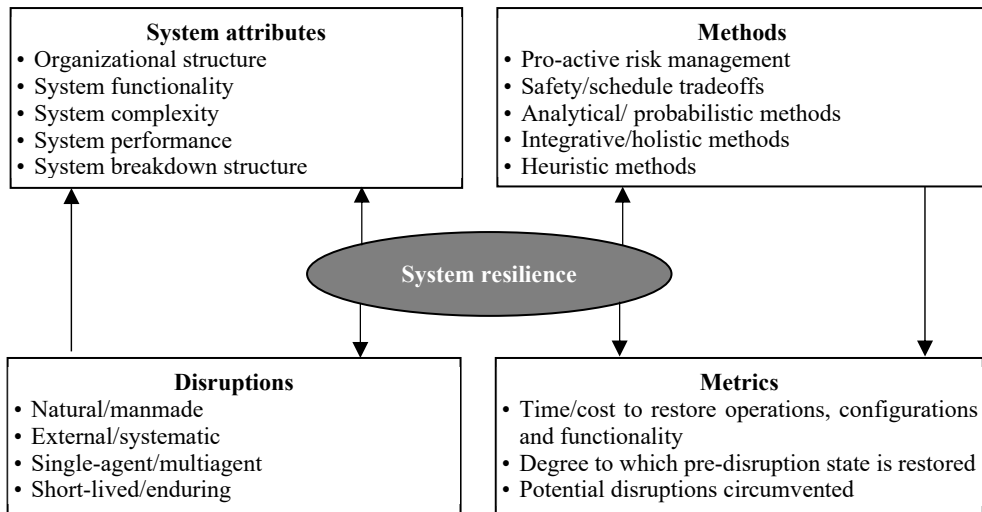 System attributes
• Organizational structure
• System functionality
• System complexity
• System performance
• System breakdown structure
Methods
• Pro-active risk management
• Safety/schedule tradeoffs
• Analytical/ probabilistic methods
• Integrative/holistic methods
• Heuristic methods
System resilience
Disruptions
• Natural/manmade
• External/systematic
• Single-agent/multiagent
• Short-lived/enduring
Metrics
• Time/cost to restore operations, configurations
and functionality
• Degree to which pre-disruption state is restored
• Potential disruptions circumvented